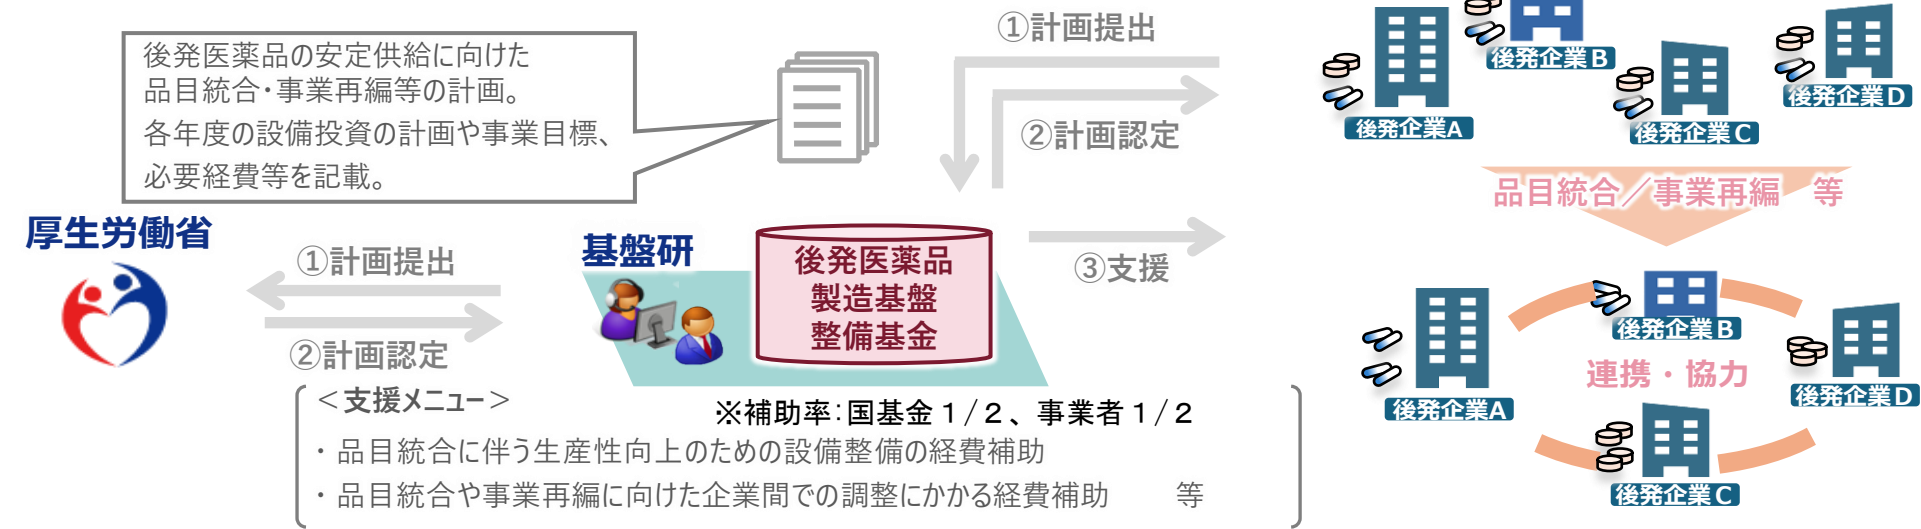 後発医薬品の安定供給に向けた
品目統合・事業再編等の計画。
各年度の設備投資の計画や事業目標、
必要経費等を記載。
①計画提出
②計画認定
後発企業A
後発企業B
後発企業C
後発企業D
品目統合／事業再編　等
厚生労働省
①計画提出
②計画認定
基盤研
後発医薬品
製造基盤
整備基金
③支援
＜支援メニュー＞
※補助率：国基金１/２、事業者１/２
・品目統合に伴う生産性向上のための設備整備の経費補助
・品目統合や事業再編に向けた企業間での調整にかかる経費補助　　等
後発企業B
連携・協力
後発企業A
後発企業D
後発企業C